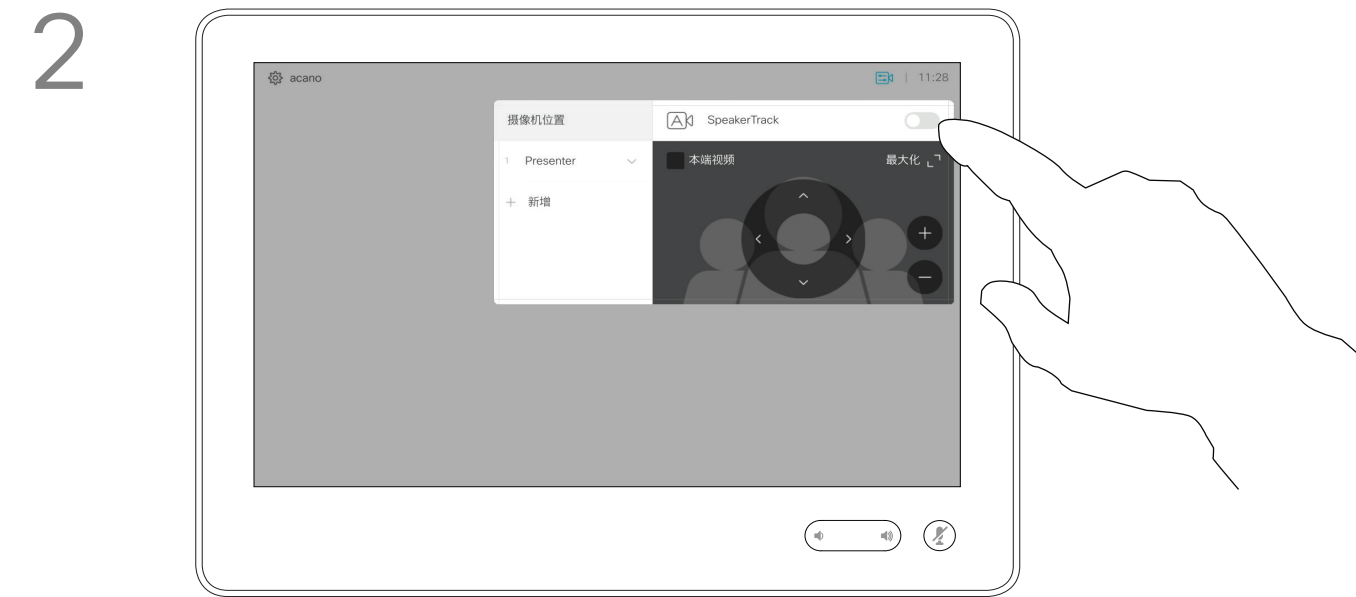 2
acano
11:28
摄像机位置
A SpeakerTrack
1 Presenter
本端视频 最大化
+ 新增